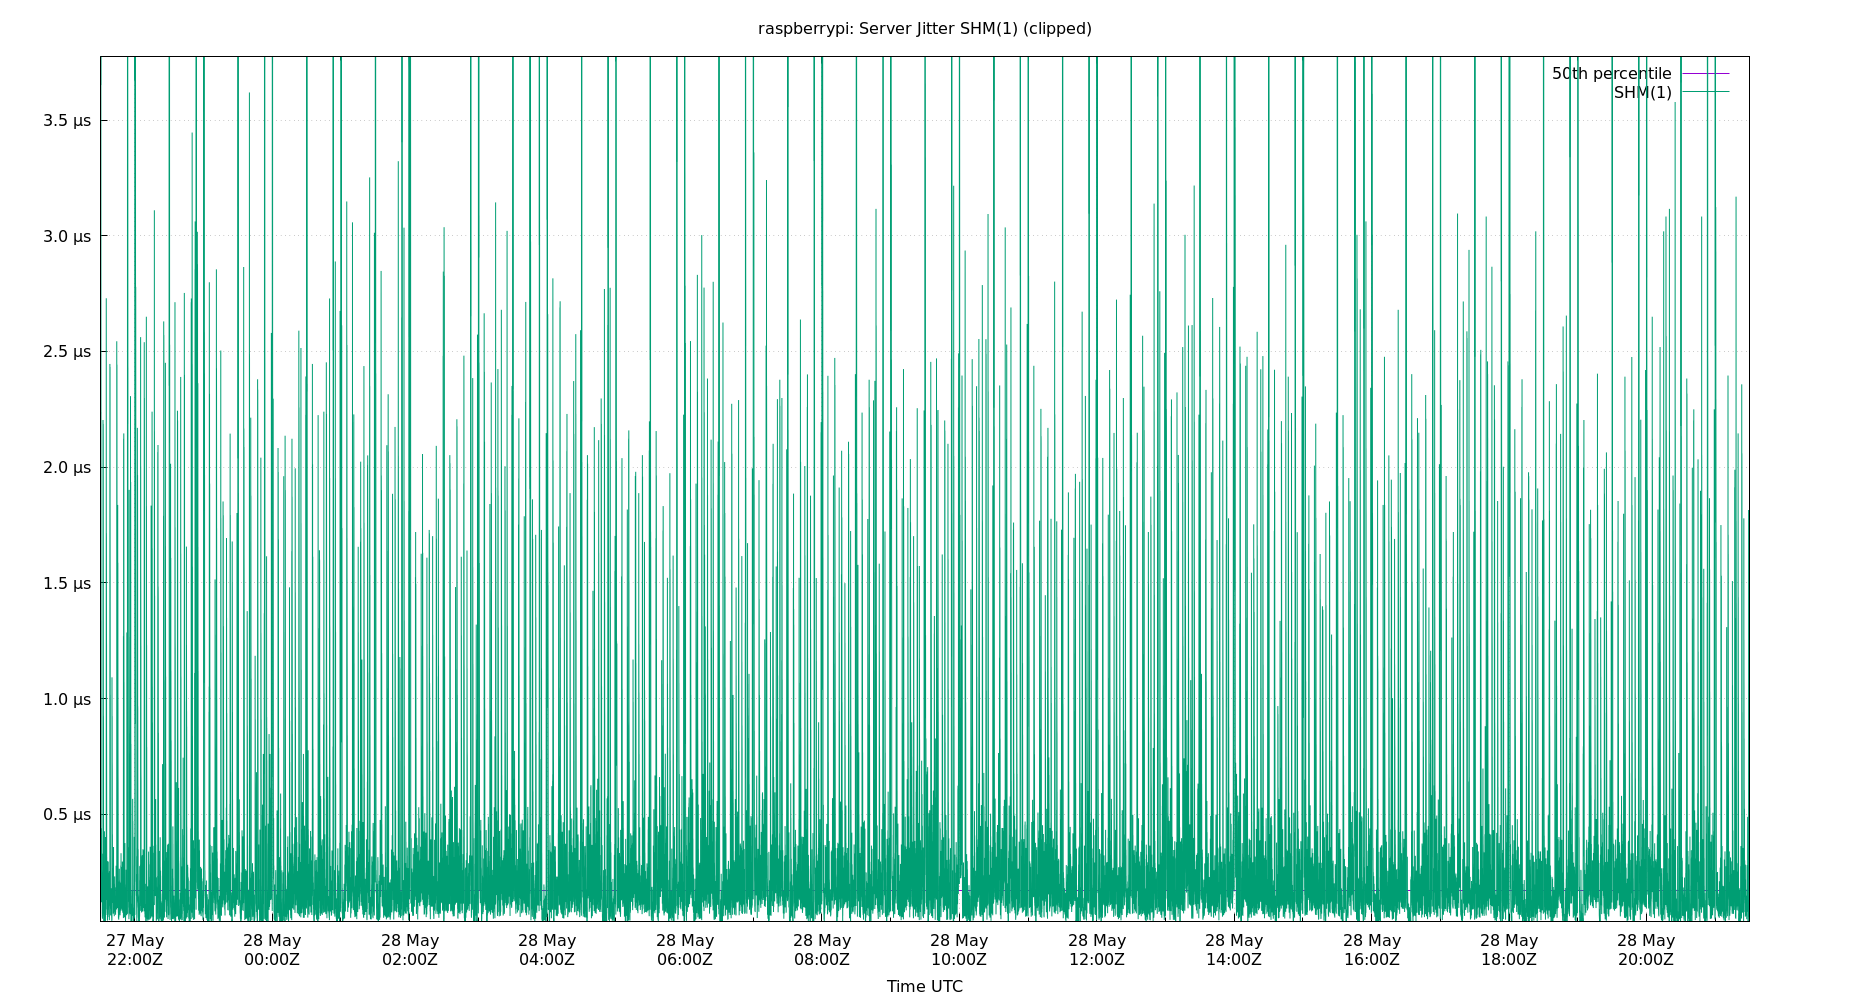 raspberrypi: Server Jitter SHM(1) (clipped)
50th percentile
SHM(1)
3.5 µs
3.0 µs
2.5 µs
2.0 µs
1.5 µs
1.0 µs
0.5 µs
27 May 28 May 28 May 28 May 28 May 28 May 28 May 28 May 28 May 28 May 28 May 28 May
22:00Z 00:00Z 02:00Z 04:00Z 06:00Z 08:00Z 10:00Z 12:00Z 14:00Z 16:00Z 18:00Z 20:00Z
Time UTC